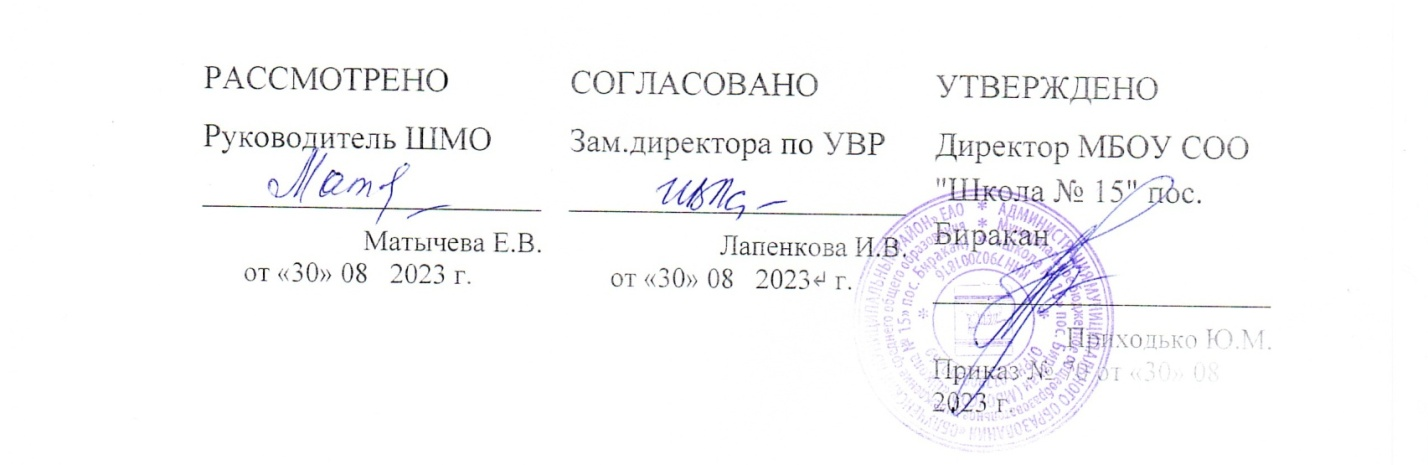 РАССМОТРЕНО
Руководитель ШМО
Матычева Е.В.
от «30» 08 2023 г.
СОГЛАСОВАНО
Зам.директора по УВР
Лапенкова И.В.
от «30» 08 2023↵ г.
УТВЕРЖДЕНО
Директор МБОУ СОО
"Школа № 15" пос.
Биракан
Приходько Ю.М.
Приказ № от «30» 08
2023 г.